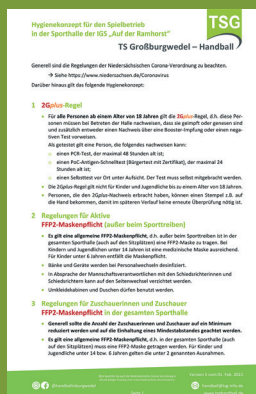 Hygienekonzept für den Spielbetrieb
in der Sporthalle der IGS „Auf der Ramhorst“
TSG
TS Großburgwedel – Handball
Generell sind die Regelungen der Niedersächsischen Corona-Verordnung zu beachten.
→ Siehe https://www.niedersachsen.de/Coronavirus
Darüber hinaus gilt das folgende Hygienekonzept:
1 2Gplus-Regel
• Für alle Personen ab einem Alter von 18 Jahren gilt die 2Gplus-Regel, d.h. diese Per-
sonen müssen bei Betreten der Halle nachweisen, dass sie geimpft oder genesen sind
und zusätzlich entweder einen Nachweis über eine Booster-Impfung oder einen nega-
tiven Test vorweisen.
Als getestet gilt eine Person, die folgendes nachweisen kann:
○ einen PCR-Test, der maximal 48 Stunden alt ist;
○ einen PoC-Antigen-Schnelltest (Bürgertest mit Zertifikat), der maximal 24
Stunden alt ist;
○ einen Selbsttest vor Ort unter Aufsicht. Der Test muss selbst mitgebracht werden.
• Die 2Gplus-Regel gilt nicht für Kinder und Jugendliche bis zu einem Alter von 18 Jahren.
• Personen, die den 2Gplus-Nachweis erbracht haben, können einen Stempel z.B. auf
die Hand bekommen, damit im späteren Verlauf keine erneute Überprüfung nötig ist.
2 Regelungen für Aktive
FFP2-Maskenpflicht (außer beim Sporttreiben)
• Es gilt eine allgemeine FFP2-Maskenpflicht, d.h. außer beim Sporttreiben ist in der
gesamten Sporthalle (auch auf den Sitzplätzen) eine FFP2-Maske zu tragen. Bei
Kindern und Jugendlichen unter 14 Jahren ist eine medizinische Maske ausreichend.
Für Kinder unter 6 Jahren entfällt die Maskenpflicht.
• Bänke und Geräte werden bei Personalwechseln desinfiziert.
• In Absprache der Mannschaftsverantwortlichen mit den Schiedsrichterinnen und
Schiedsrichtern kann auf den Seitenwechsel verzichtet werden.
• Umkleidekabinen und Duschen dürfen benutzt werden.
3 Regelungen für Zuschauerinnen und Zuschauer
FFP2-Maskenpflicht
• Generell sollte die Anzahl der Zuschauerinnen und Zuschauer auf ein Minimum
reduziert werden und auf die Einhaltung eines Mindestabstandes geachtet werden.
• Es gilt eine allgemeine FFP2-Maskenpflicht, d.h. in der gesamten Sporthalle (auch
auf den Sitzplätzen) muss eine FFP2-Maske getragen werden. Für Kinder und
Jugendliche unter 14 bzw. 6 Jahren gelten die unter 2 genannten Ausnahmen.